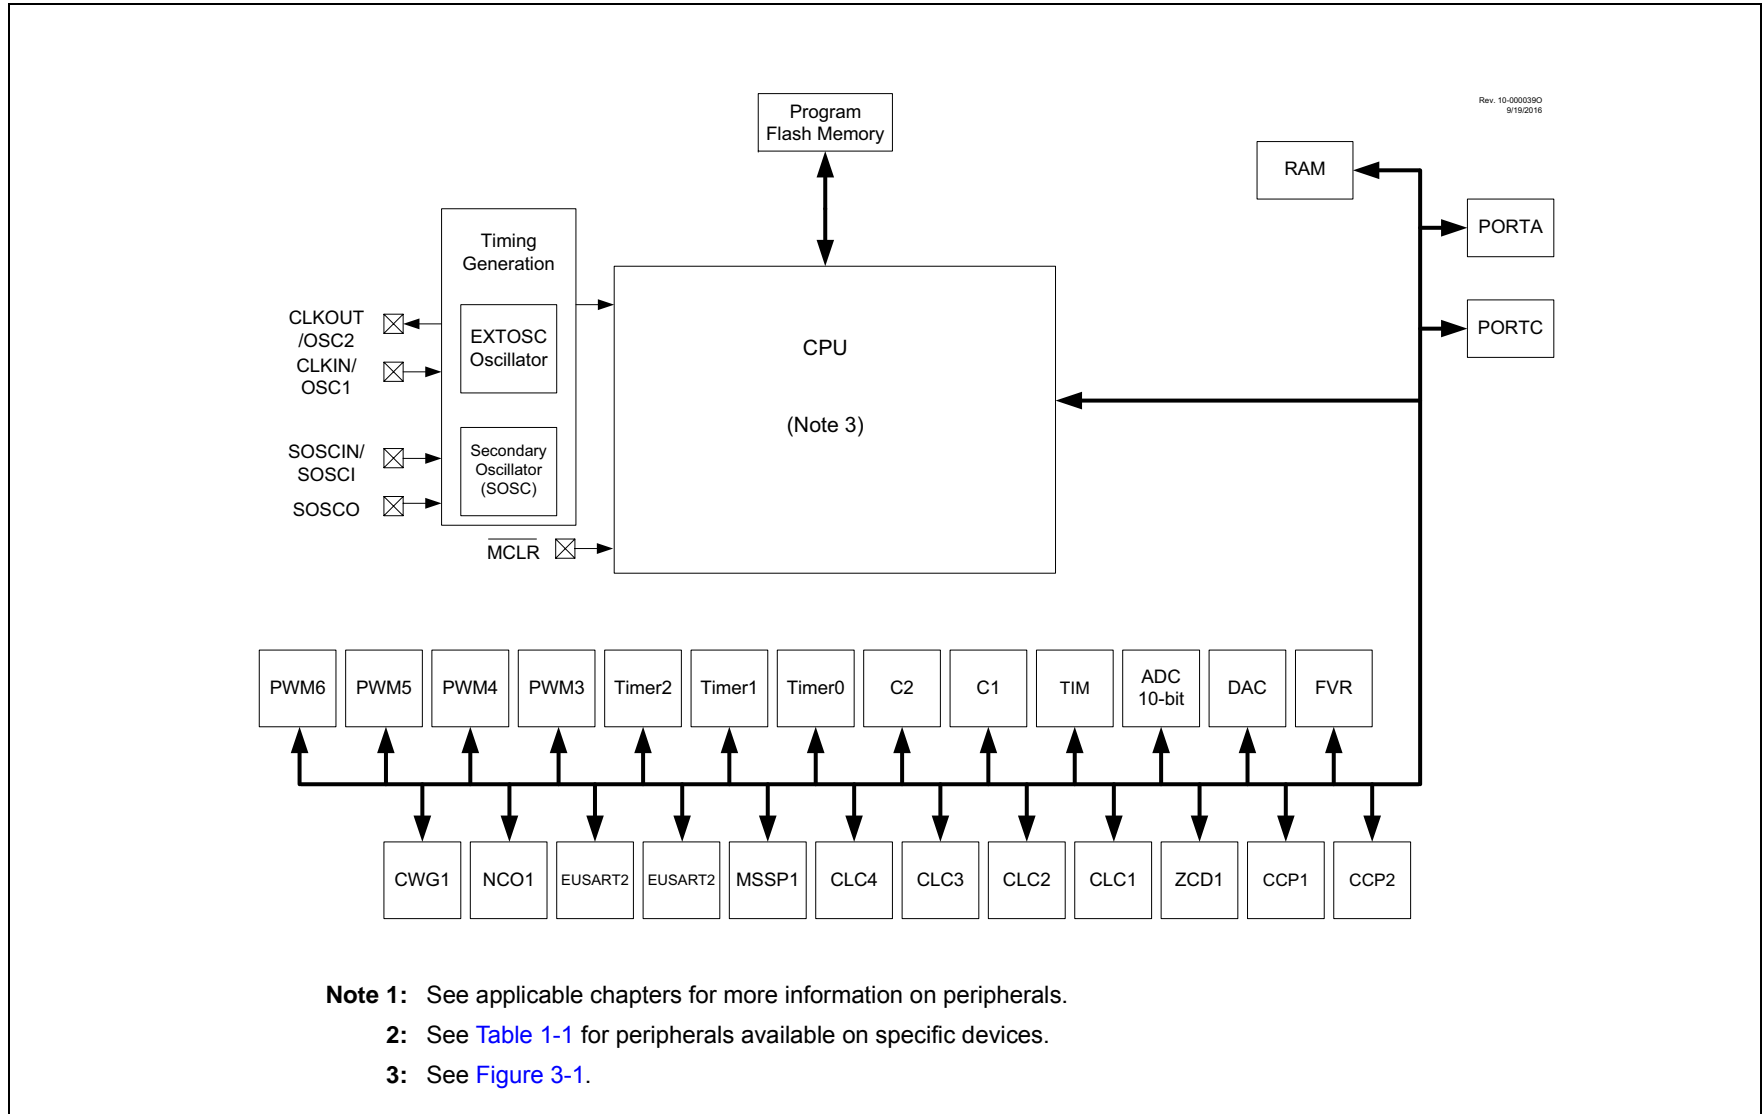 Rev. 10-000039O
9/19/2016
Program
Flash Memory
RAM
PORTA
PORTC
Timing
Generation
EXTOSC
Oscillator
Secondary
Oscillator
(SOSC)
CLKOUT
/OSC2
CLKIN/
OSC1
SOSCIN/
SOSCI
SOSCO
MCLR
CPU
(Note 3)
PWM6
PWM5
PWM4
PWM3
Timer2
Timer1
Timer0
C2
C1
TIM
ADC
10-bit
DAC
FVR
CWG1
NCO1
EUSART2
EUSART2
MSSP1
CLC4
CLC3
CLC2
CLC1
ZCD1
CCP1
CCP2
Note 1: See applicable chapters for more information on peripherals.
2: See Table 1-1 for peripherals available on specific devices.
3: See Figure 3-1.